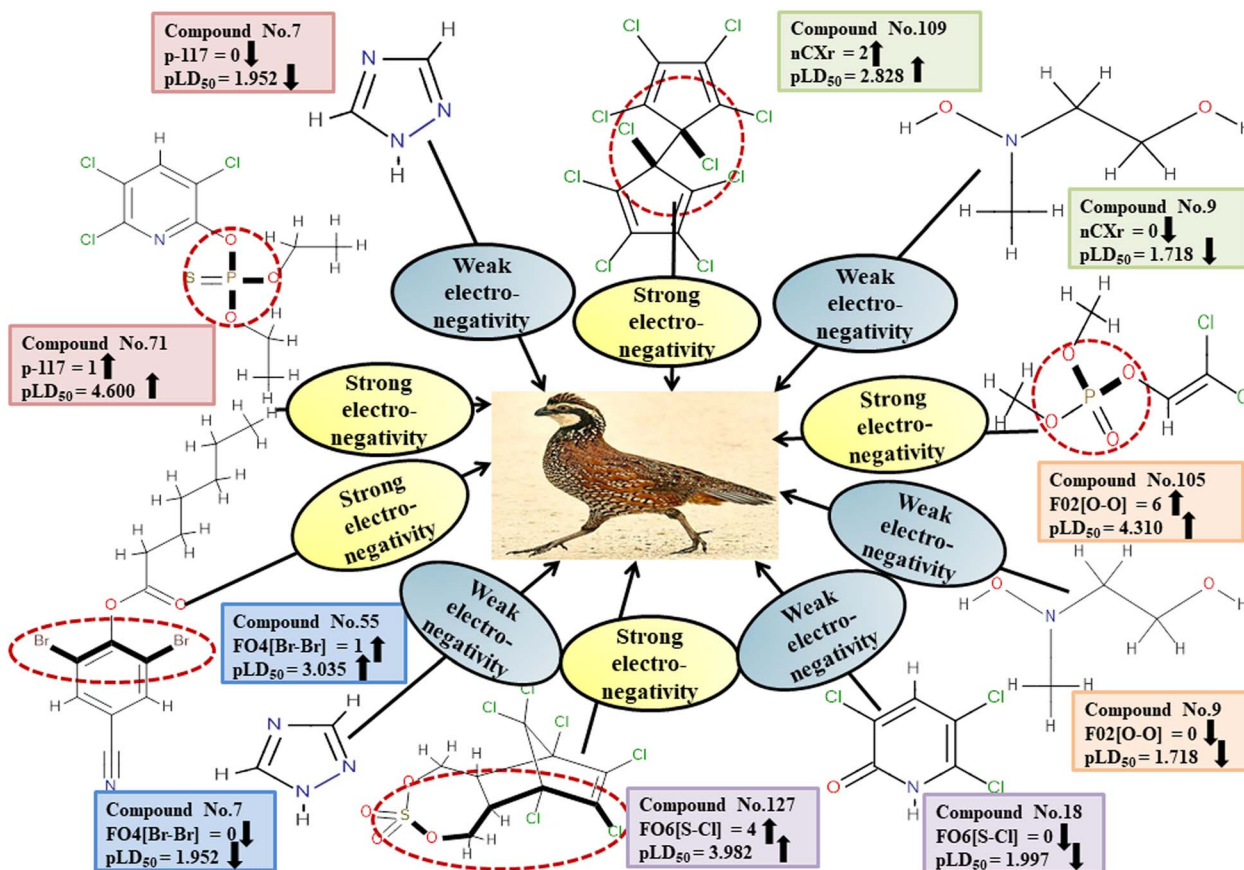 Compound No.7
p-117 = 0
pLD50 = 1.952
Compound No.109
nCXr = 2
pLD50 = 2.828
Compound No.9
nCXr = 0
pLD50 = 1.718
Compound No.71
p-117 = 1
pLD50 = 4.600
Compound No.105
F02[O-O] = 6
pLD50 = 4.310
Compound No.55
FO4[Br-Br] = 1
pLD50 = 3.035
Compound No.9
F02[O-O] = 0
pLD50 = 1.718
Compound No.7
FO4[Br-Br] = 0
pLD50 = 1.952
Compound No.127
FO6[S-Cl] = 4
pLD50 = 3.982
Compound No.18
FO6[S-Cl] = 0
pLD50 = 1.997
Weak
electro-
negativity
Strong
electro-
negativity
Weak
electro-
negativity
Strong
electro-
negativity
Strong
electro-
negativity
Strong
electro-
negativity
Weak
electro-
negativity
Weak
electro-
negativity
Strong
electro-
negativity
Weak
electro-
negativity